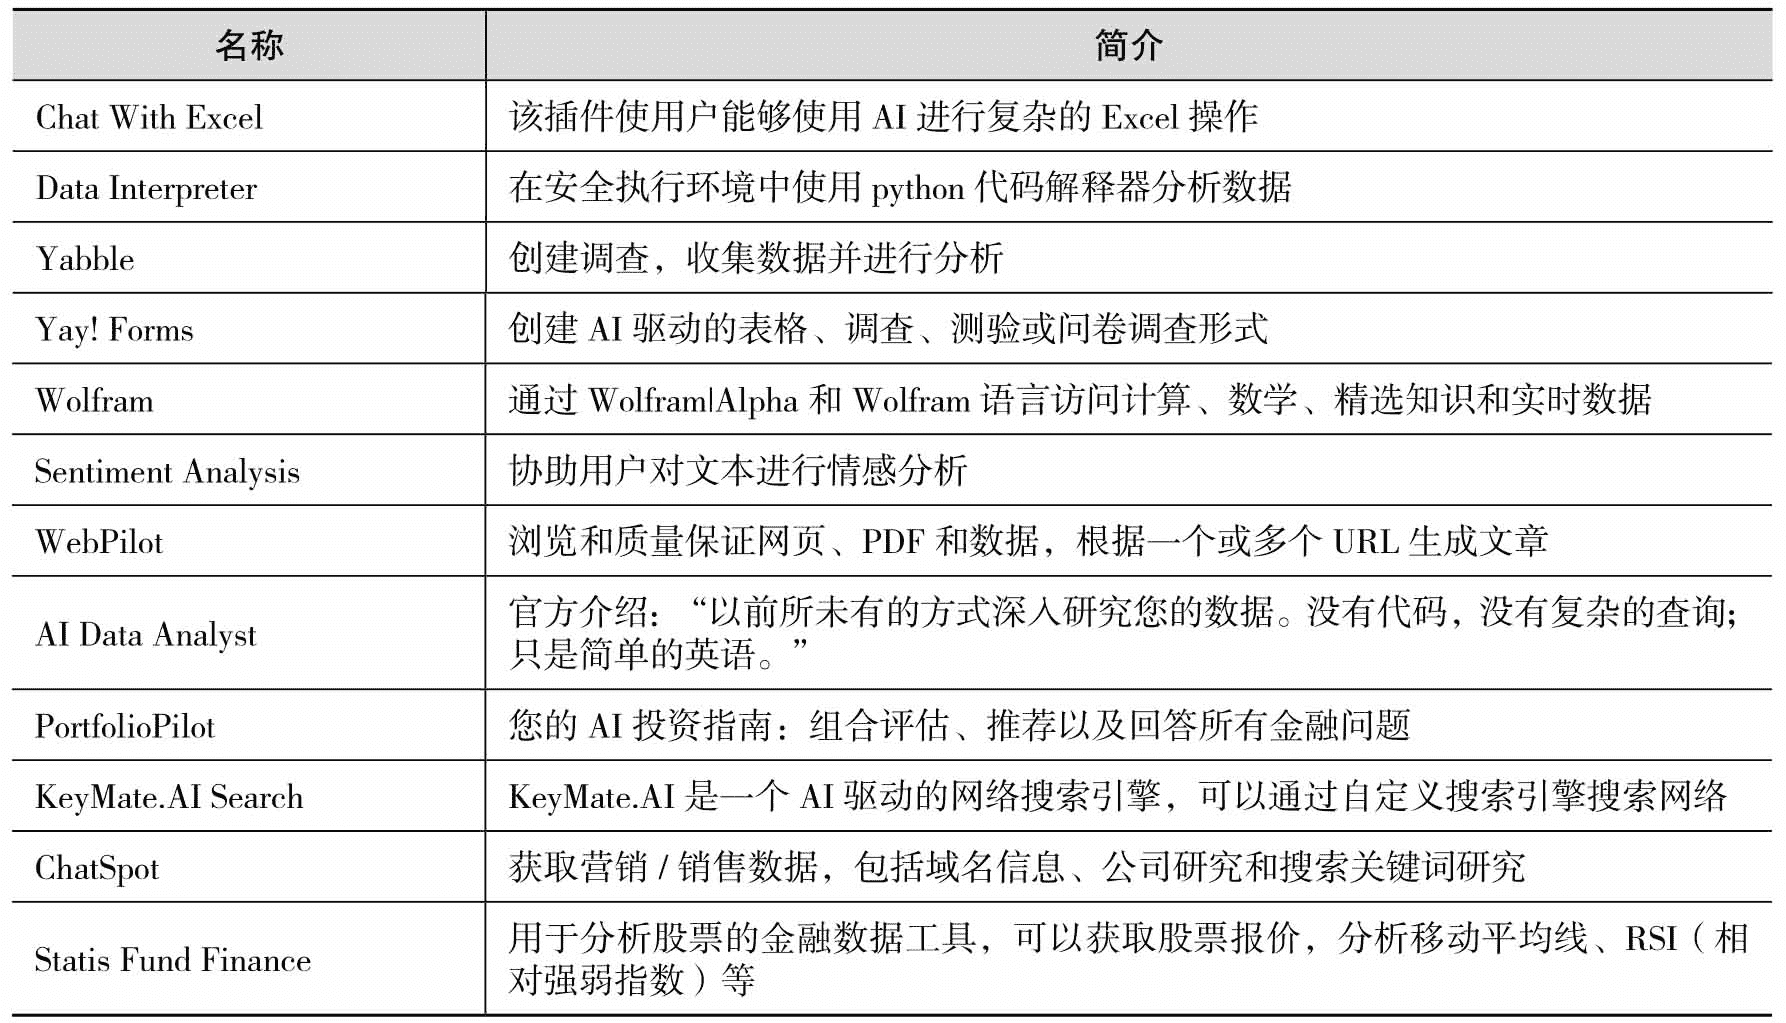 名称 简介
Chat With Excel 该插件使用户能够使用 AI 进行复杂的 Excel 操作
Data Interpreter 在安全执行环境中使用 python 代码解释器分析数据
Yabble 创建调查，收集数据并进行分析
Yay! Forms 创建 AI 驱动的表格、调查、测验或问卷调查形式
Wolfram 通过 Wolfram|Alpha 和 Wolfram 语言访问计算、数学、精选知识和实时数据
Sentiment Analysis 协助用户对文本进行情感分析
WebPilot 浏览和质量保证网页、PDF 和数据，根据一个或多个 URL 生成文章
AI Data Analyst 官方介绍：“以前所未有的方式深入研究您的数据。没有代码，没有复杂的查询；
只是简单的英语。”
PortfolioPilot 您的 AI 投资指南：组合评估、推荐以及回答所有金融问题
KeyMate.AI Search KeyMate.AI 是一个 AI 驱动的网络搜索引擎，可以通过自定义搜索引擎搜索网络
ChatSpot 获取营销 / 销售数据，包括域名信息、公司研究和搜索关键词研究
Statis Fund Finance 用于分析股票的金融数据工具，可以获取股票报价，分析移动平均线、RSI（相
对强弱指数）等